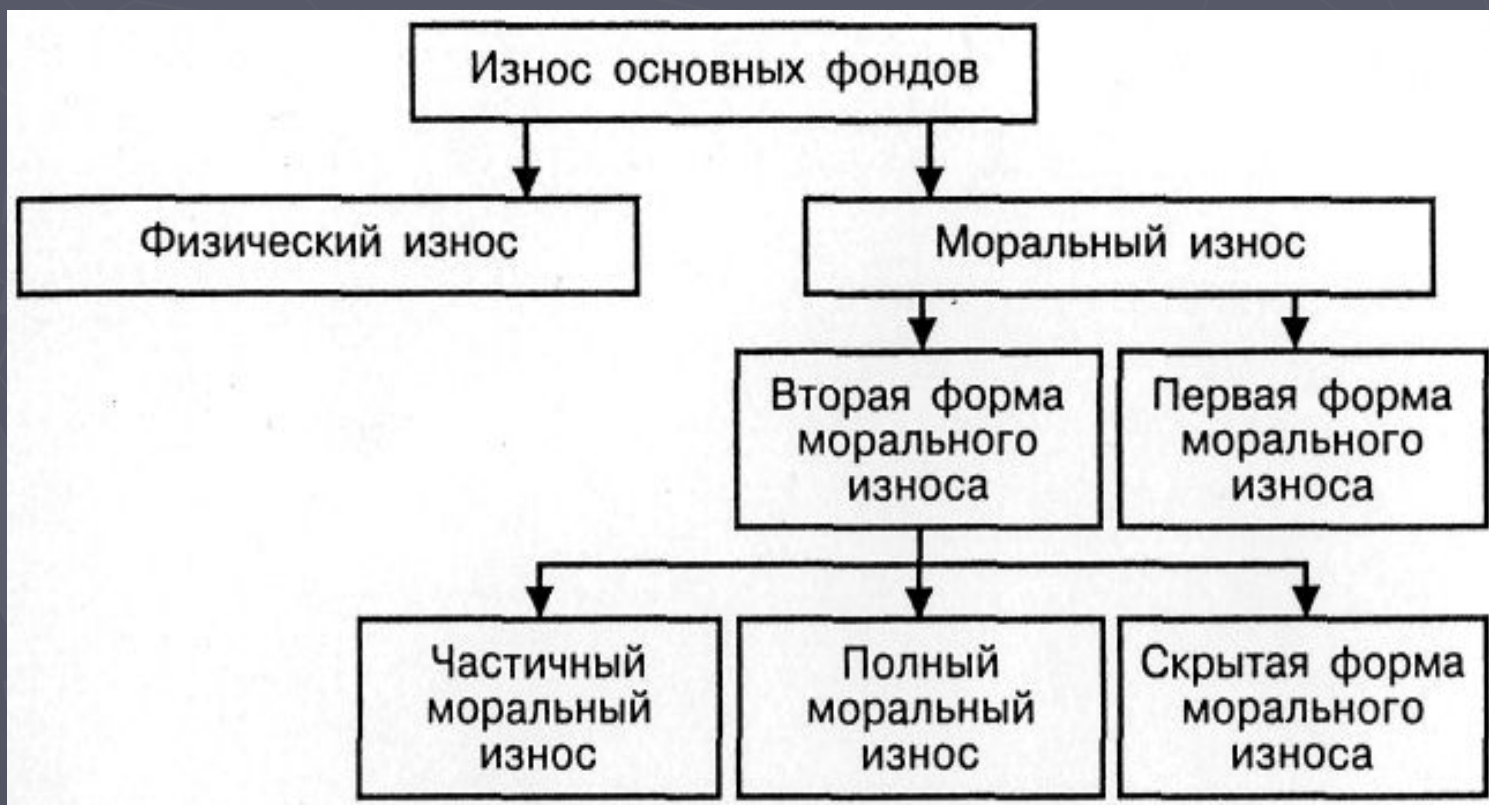 Износ основных фондов
Физический износ
Моральный износ
Вторая форма
морального
износа
Первая форма
морального
износа
Частичный
моральный
износ
Полный
моральный
износ
Скрытая форма
морального
износа